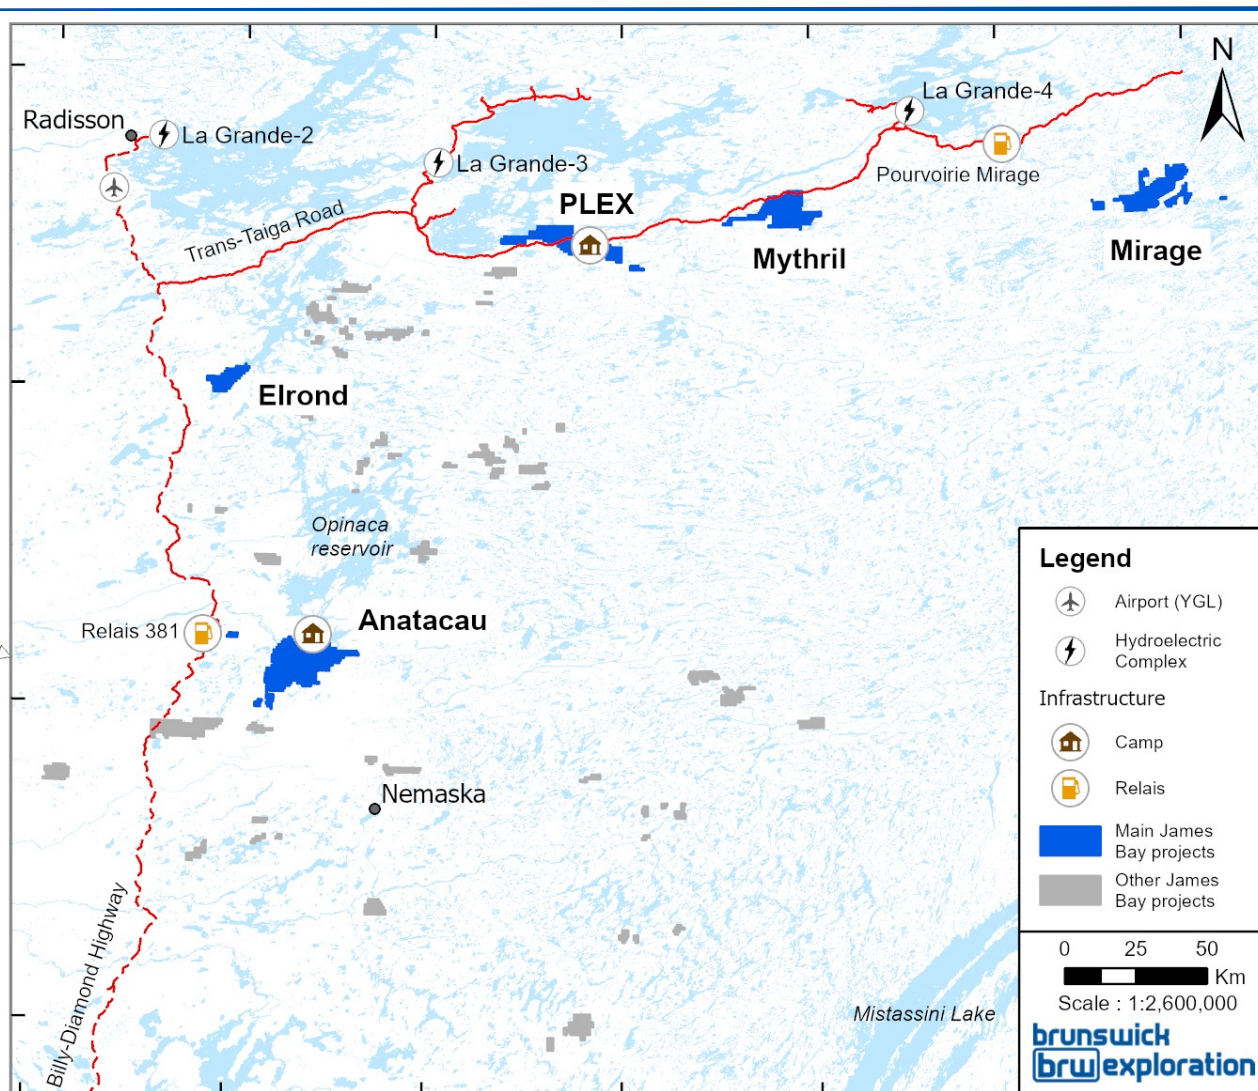 N
La Grande-4
Radisson
La Grande-2
La Grande-3
Pourvoirie Mirage
PLEX
Trans-Taiga Road
Mythril
Mirage
Elrond
Opinaca
reservoir
Anatacau
Relais 381
Nemaska
Billy-Diamond Highway
Mistassini Lake
Legend
Airport (YGL)
Hydroelectric
Complex
Infrastructure
Camp
Relais
Main James
Bay projects
Other James
Bay projects
0 25 50
Km
Scale : 1:2,600,000
brunswick
brw exploration